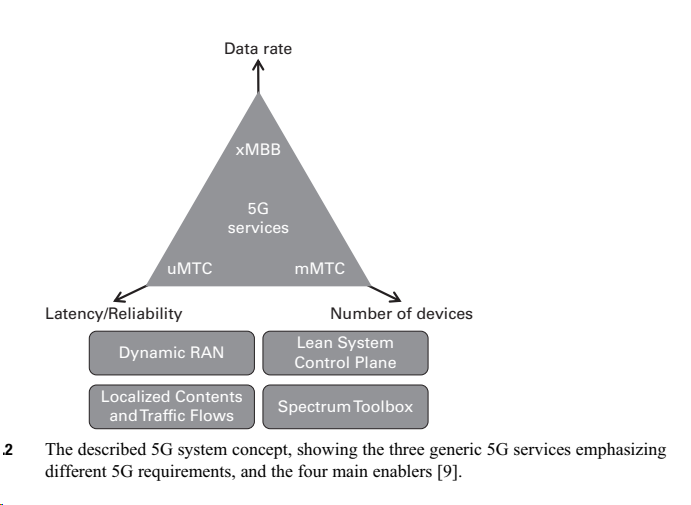 Data rate
xMBB
5G
services
uMTC mMTC
Latency/Reliability Number of devices
Dynamic RAN
Lean System
Control Plane
Localized Contents
and Traffic Flows
Spectrum Toolbox
.2 The described 5G system concept, showing the three generic 5G services emphasizing
different 5G requirements, and the four main enablers [9].